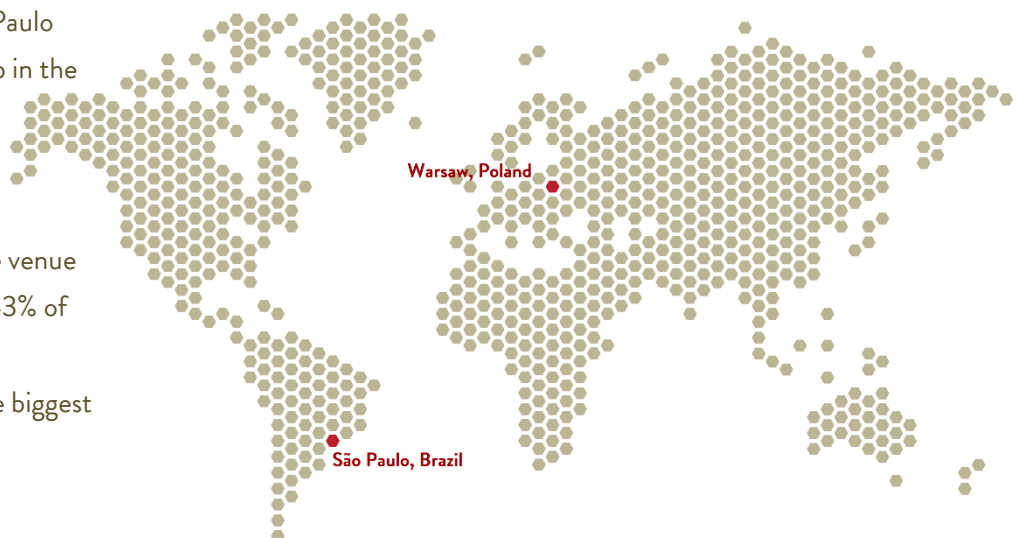 Paulo
in the
venue
3% of
biggest
Warsaw, Poland
São Paulo, Brazil